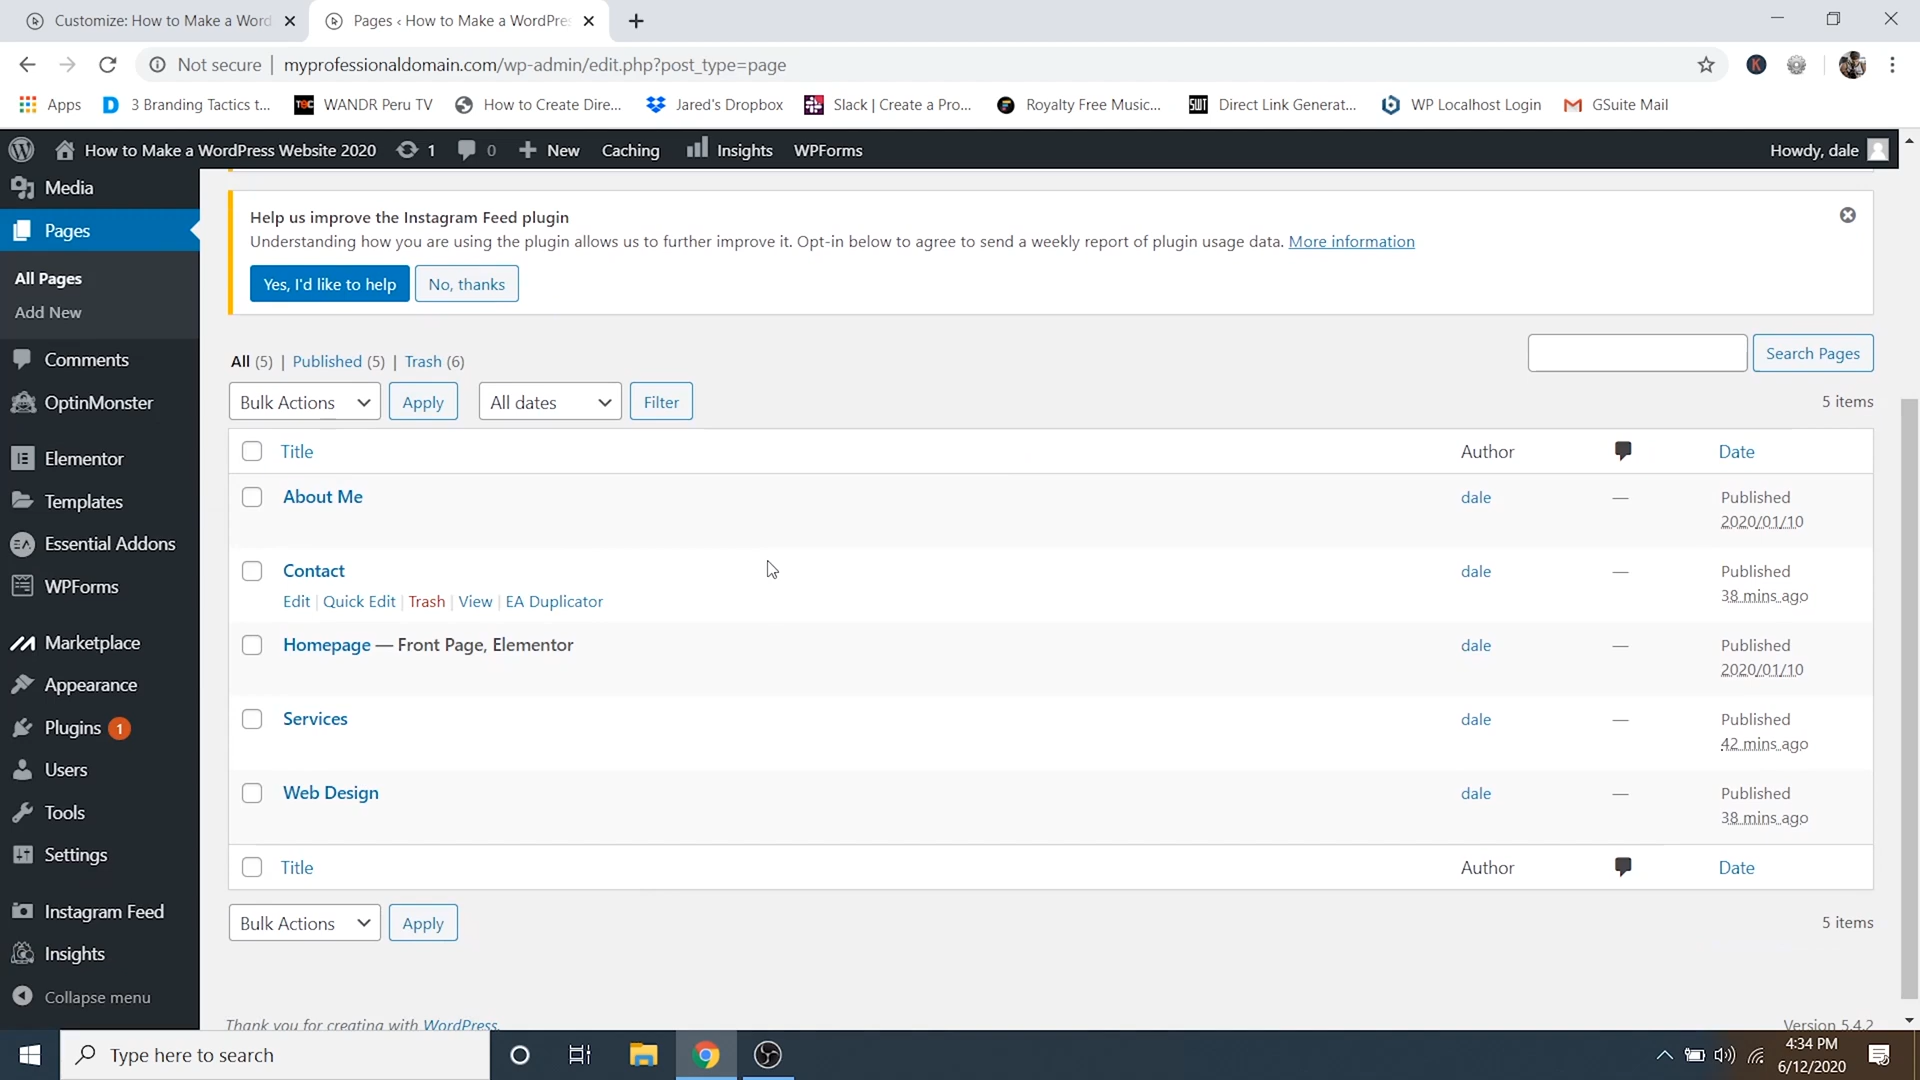 Customize: How to Make a Word
Pages ‹ How to Make a WordPres
Not secure | myprofessionaldomain.com/wp-admin/edit.php?post_type=page
Apps
3 Branding Tactics t...
WANDR Peru TV
How to Create Dire...
Jared's Dropbox
Slack | Create a Pro...
Royalty Free Music...
Direct Link Generat...
WP Localhost Login
GSuite Mail
How to Make a WordPress Website 2020 1 0 New Caching Insights WPForms Howdy, dale
Media
Pages
All Pages
Add New
Comments
OptinMonster
Elementor
Templates
Essential Addons
WPForms
Marketplace
Appearance
Plugins 1
Users
Tools
Settings
Instagram Feed
Insights
Collapse menu
Help us improve the Instagram Feed plugin
Understanding how you are using the plugin allows us to further improve it. Opt-in below to agree to send a weekly report of plugin usage data. More information
Yes, I'd like to help No, thanks
All (5) | Published (5) | Trash (6)
Search Pages
Bulk Actions Apply All dates Filter 5 items
Title Author Date
About Me dale — Published
2020/01/10
Contact dale — Published
38 mins ago
Edit | Quick Edit | Trash | View | EA Duplicator
Homepage — Front Page, Elementor dale — Published
2020/01/10
Services dale — Published
42 mins ago
Web Design dale — Published
38 mins ago
Title Author Date
Bulk Actions Apply 5 items
Thank you for creating with WordPress.
Version 5.4.2
Type here to search
4:34 PM
6/12/2020